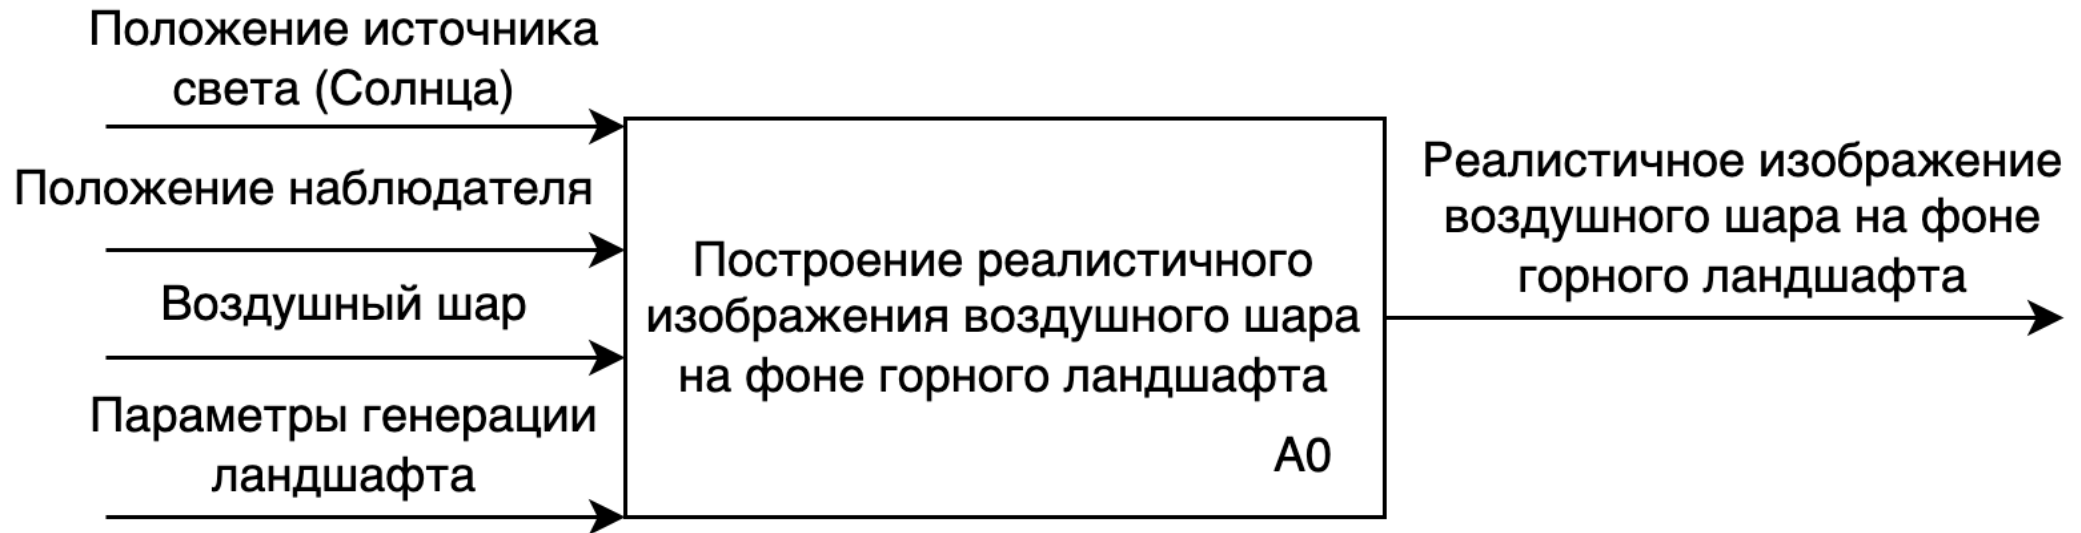 Положение источника
света (Солнца)
Положение наблюдателя
Воздушный шар
Параметры генерации
ландшафта
Построение реалистичного
изображения воздушного шара
на фоне горного ландшафта
А0
Реалистичное изображение
воздушного шара на фоне
горного ландшафта